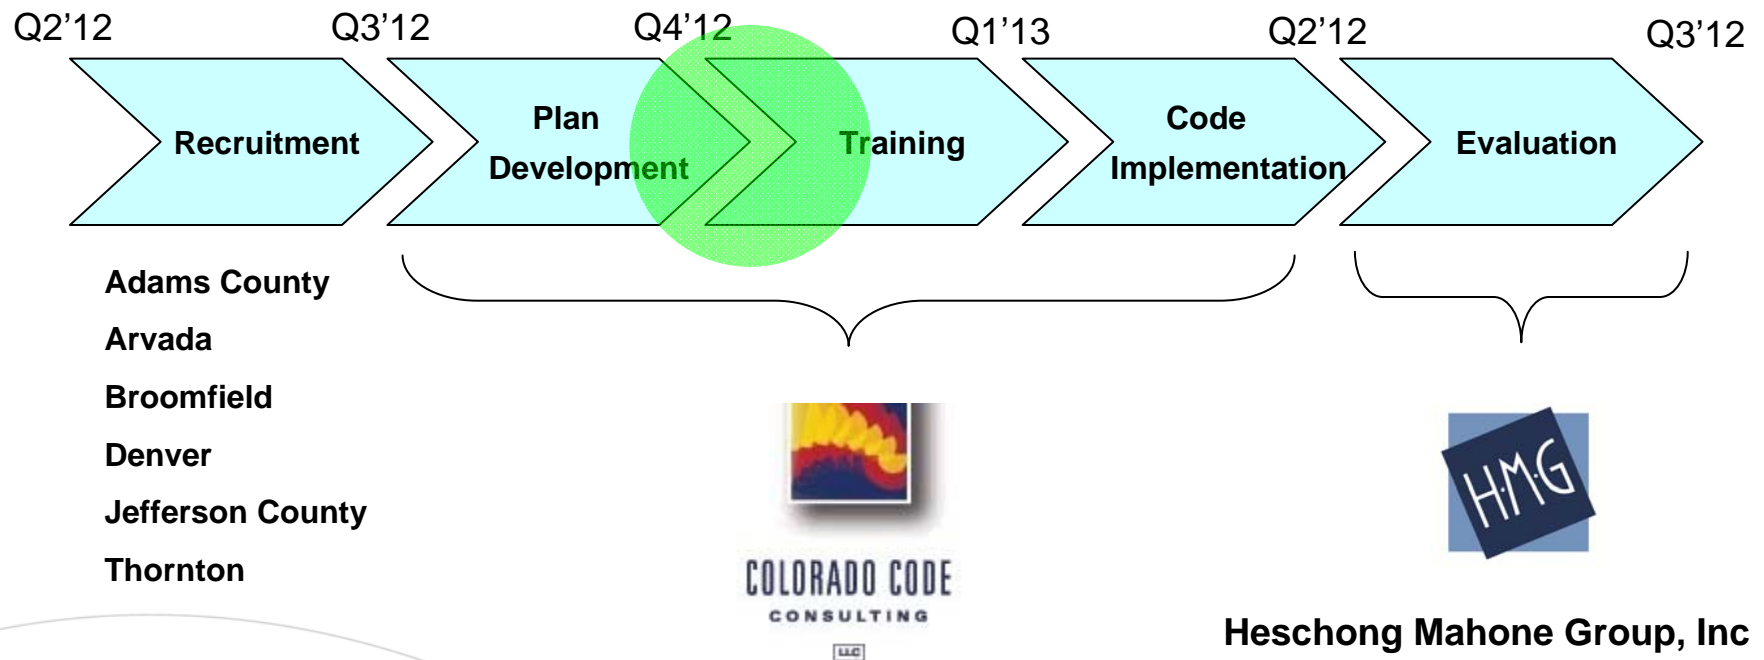 Q2’12 Q3’12 Q4’12 Q1’13 Q2’12 Q3’12
Recruitment
Plan
Development
Training
Code
Implementation
Evaluation
Adams County
Arvada
Broomfield
Denver
Jefferson County
Thornton
COLORADO CODE
CONSULTING
LLC
H·M·G
Heschong Mahone Group, Inc